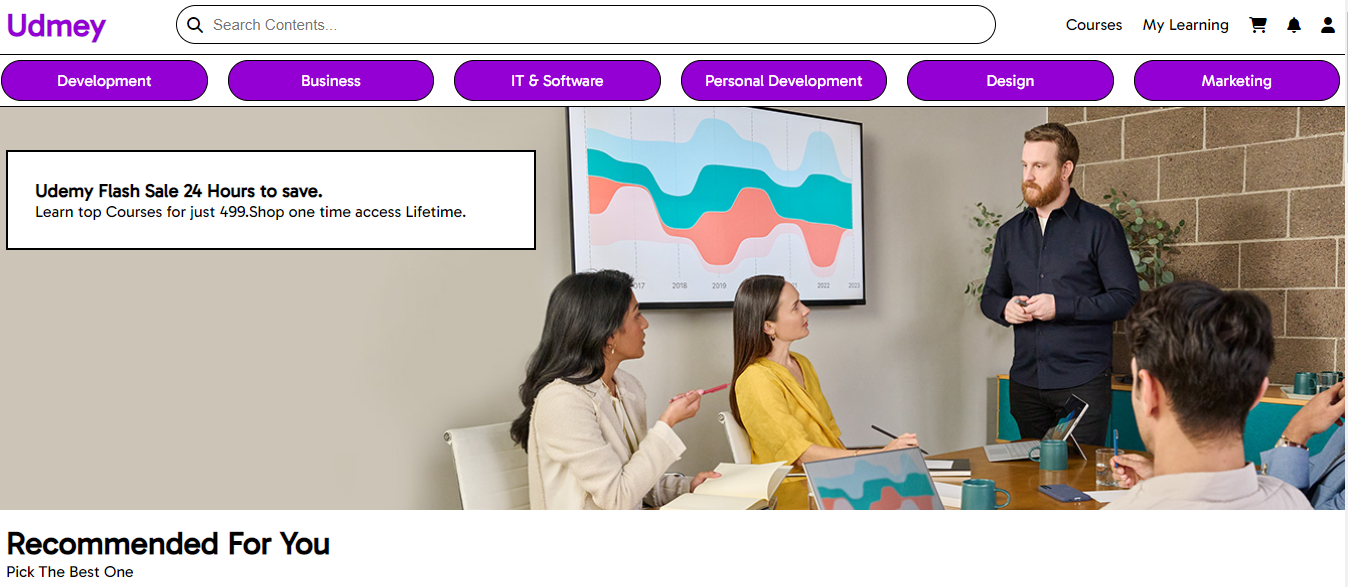 Udmey
Search Contents...
Courses My Learning
Development Business IT & Software Personal Development Design Marketing
Udemy Flash Sale 24 Hours to save.
Learn top Courses for just 499.Shop one time access Lifetime.
2018 2019 2022 2023
Recommended For You
Pick The Best One